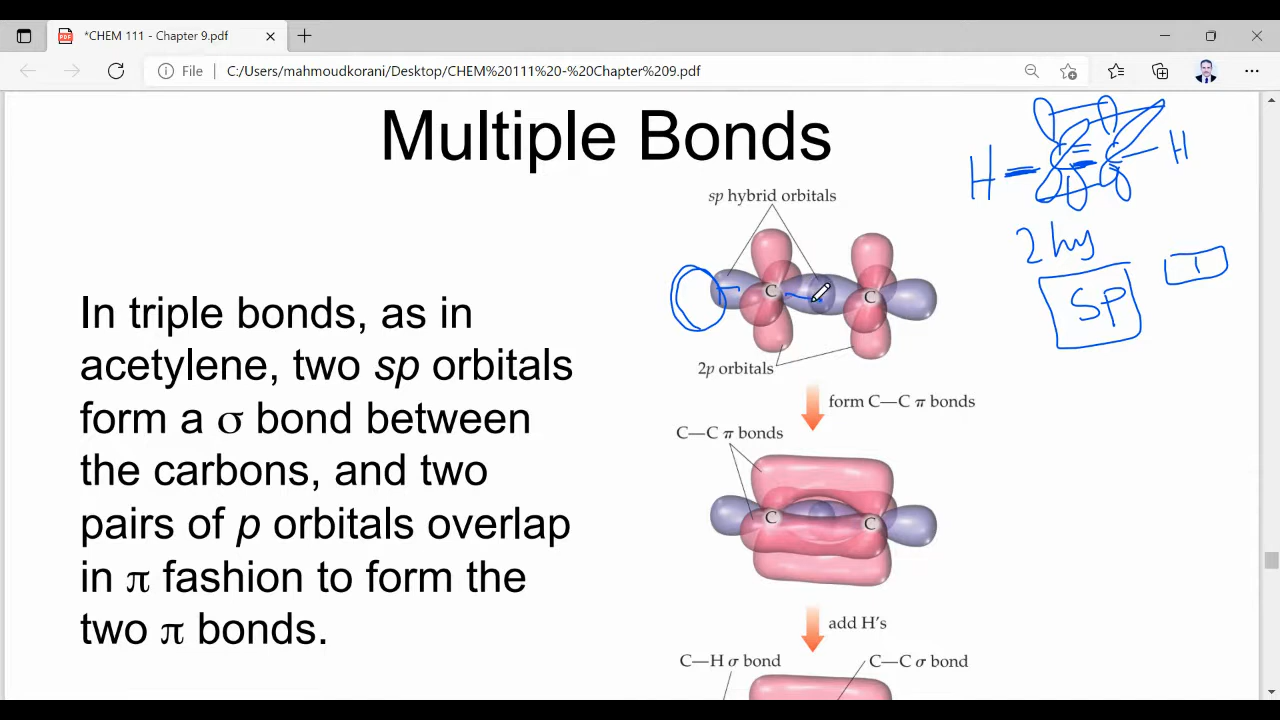 *CHEM 111 - Chapter 9.pdf
File
C:/Users/mahmoudkorani/Desktop/CHEM%20111%20-%20Chapter%209.pdf
Multiple Bonds
sp hybrid orbitals
C
C
2p orbitals
form C—C π bonds
C—C π bonds
C
C
add H's
C—H σ bond
C—C σ bond
In triple bonds, as in
acetylene, two sp orbitals
form a σ bond between
the carbons, and two
pairs of p orbitals overlap
in π fashion to form the
two π bonds.
H
H
2 hy
SP